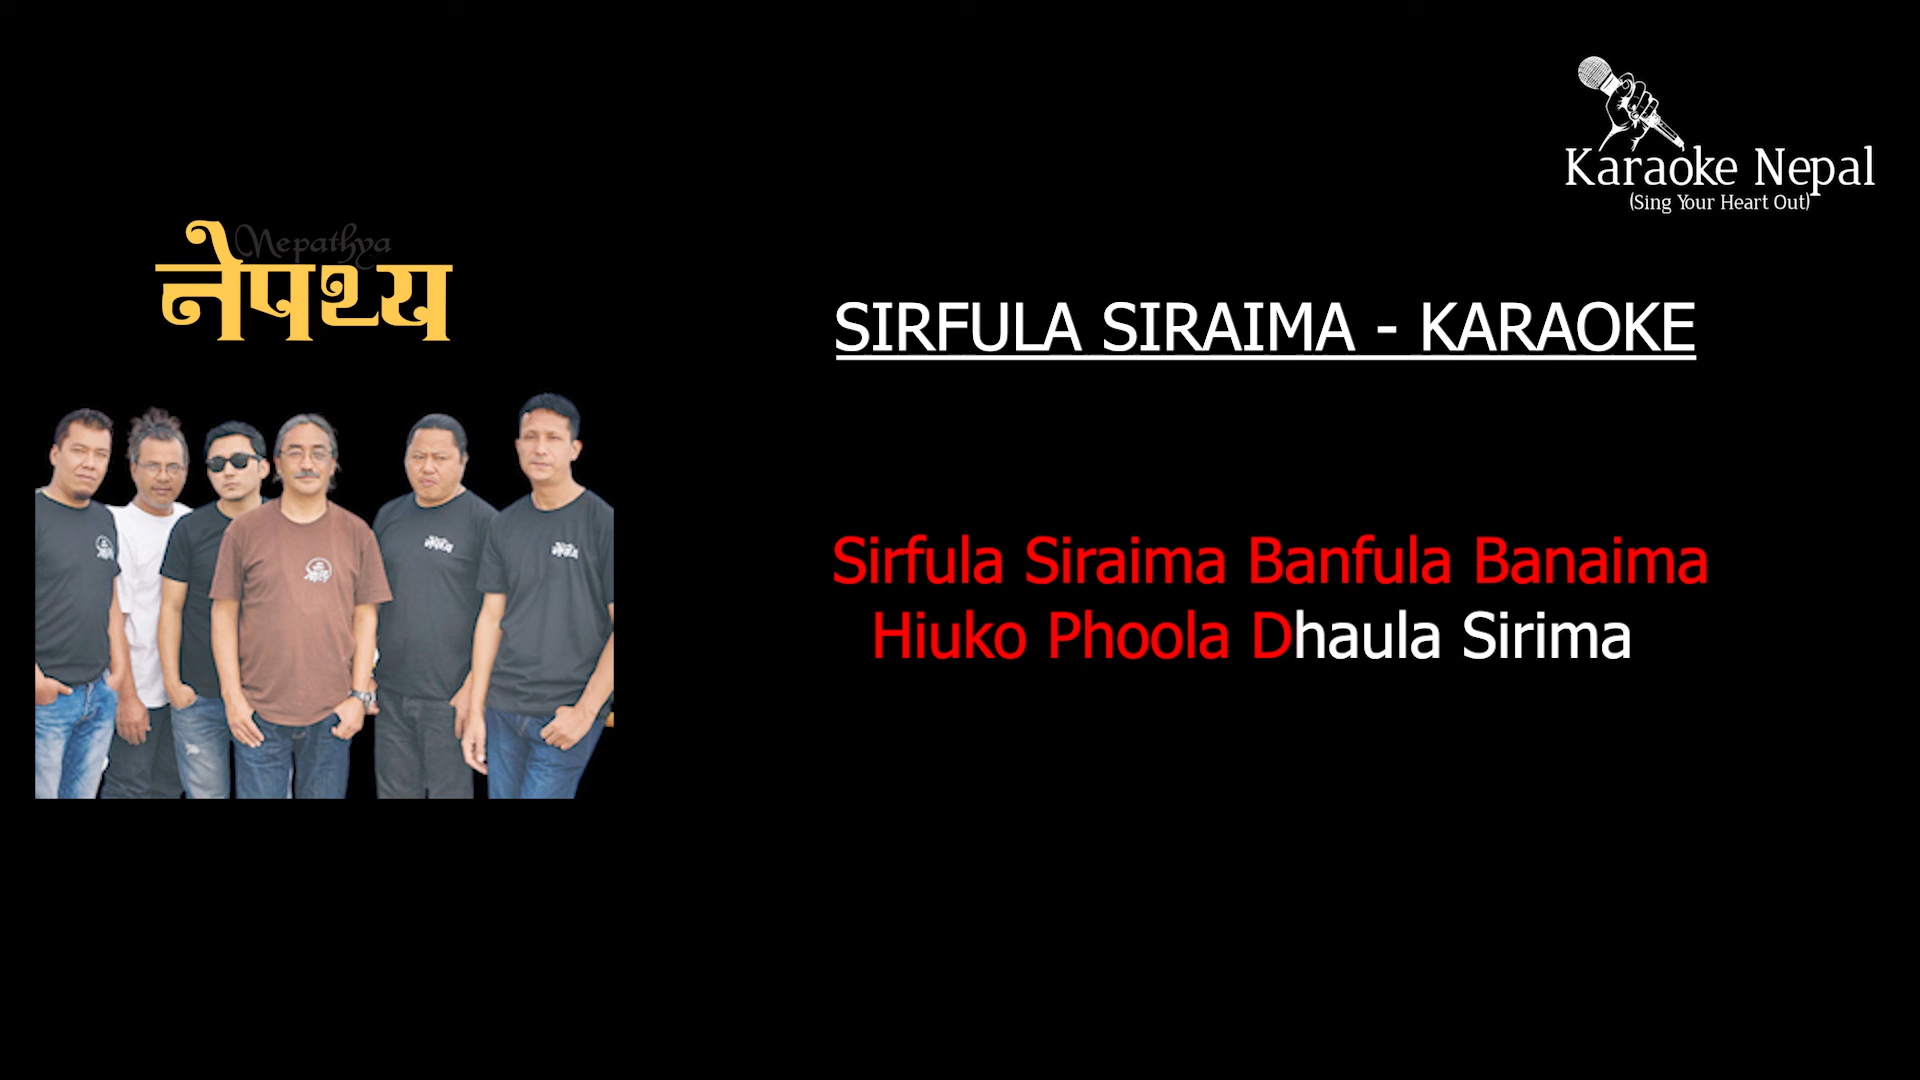 Karaoke Nepal
(Sing Your Heart Out)
Nepathya
नेपथ्य
SIRFULA SIRAIMA - KARAOKE
Sirfula Siraima Banfula Banaima
Hiuko Phoola Dhaula Sirima